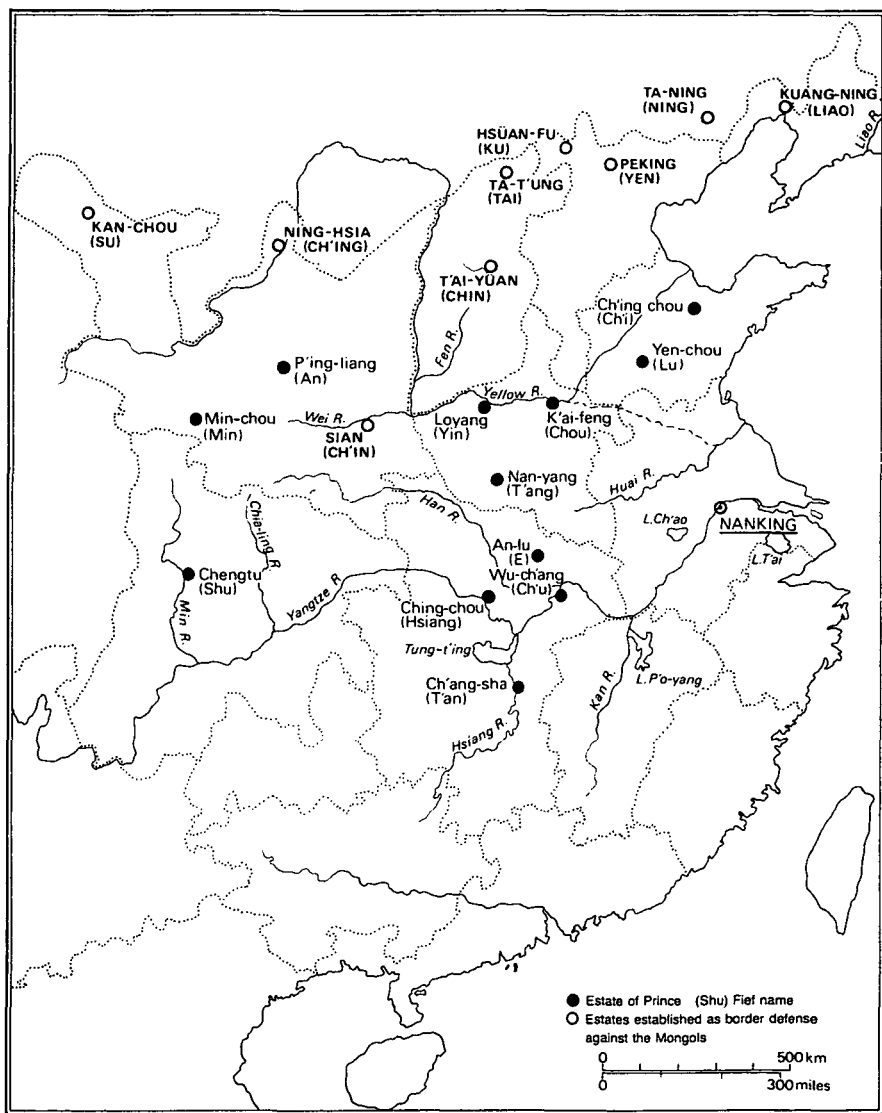 TA-NING
(NING)
KUANG-NING
(LIAO)
Liao R.
HSÜAN-FU
(KU)
PEKING
(YEN)
TA-T'UNG
(TAI)
KAN-CHOU
(SU)
NING-HSIA
(CH'ING)
T'AI-YÜAN
(CHIN)
Ch'ing chou
(Ch'i)
Fen R.
Yen-chou
(Lu)
P'ing-liang
(An)
Yellow R.
Min-chou
(Min)
Wei R.
SIAN
(CH'IN)
Loyang
(Yin)
K'ai-feng
(Chou)
Nan-yang
(T'ang)
Huai R.
Han R.
Chia-ling R.
L.Ch'ao
NANKING
L.T'ai
An-lu
(E)
Wu-ch'ang
(Ch'u)
Chengtu
(Shu)
Yangtze R.
Ching-chou
(Hsiang)
Min R.
Tung-t'ing
L.P'o-yang
Kan R.
Ch'ang-sha
(T'an)
Hsiang R.
Estate of Prince (Shu) Fief name
Estates established as border defense
against the Mongols
0 500 km
0 300 miles